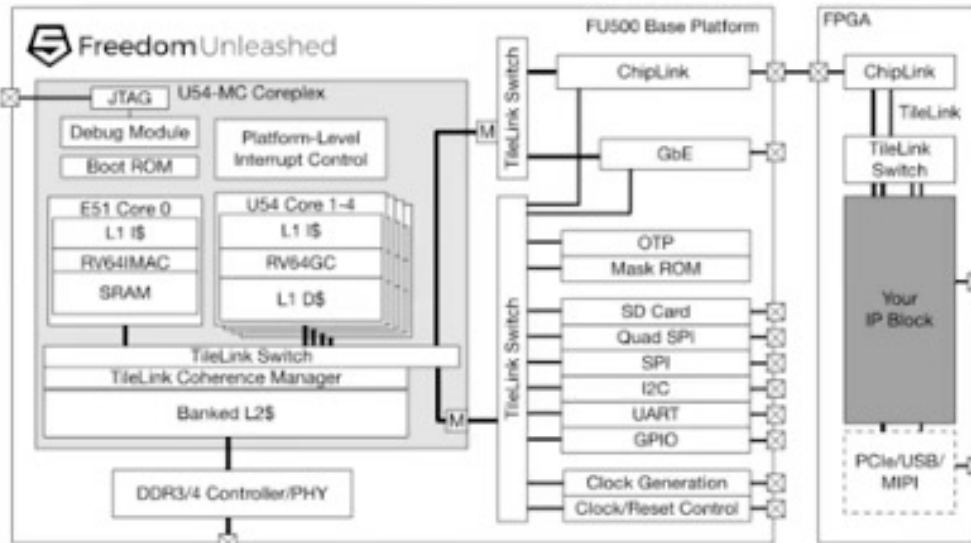 Freedom Unleashed
FU500 Base Platform
FPGA
U54-MC Coreplex
JTAG
Debug Module
Boot ROM
Platform-Level
Interrupt Control
E51 Core 0
L1 I$
RV64IMAC
SRAM
U54 Core 1-4
L1 I$
RV64GC
L1 D$
TileLink Switch
TileLink Coherence Manager
Banked L2$
DDR3/4 Controller/PHY
M
M
TileLink Switch
ChipLink
GbE
TileLink Switch
OTP
Mask ROM
SD Card
Quad SPI
SPI
I2C
UART
GPIO
Clock Generation
Clock/Reset Control
ChipLink
TileLink
TileLink
Switch
Your
IP Block
PCIe/USB/
MIPI